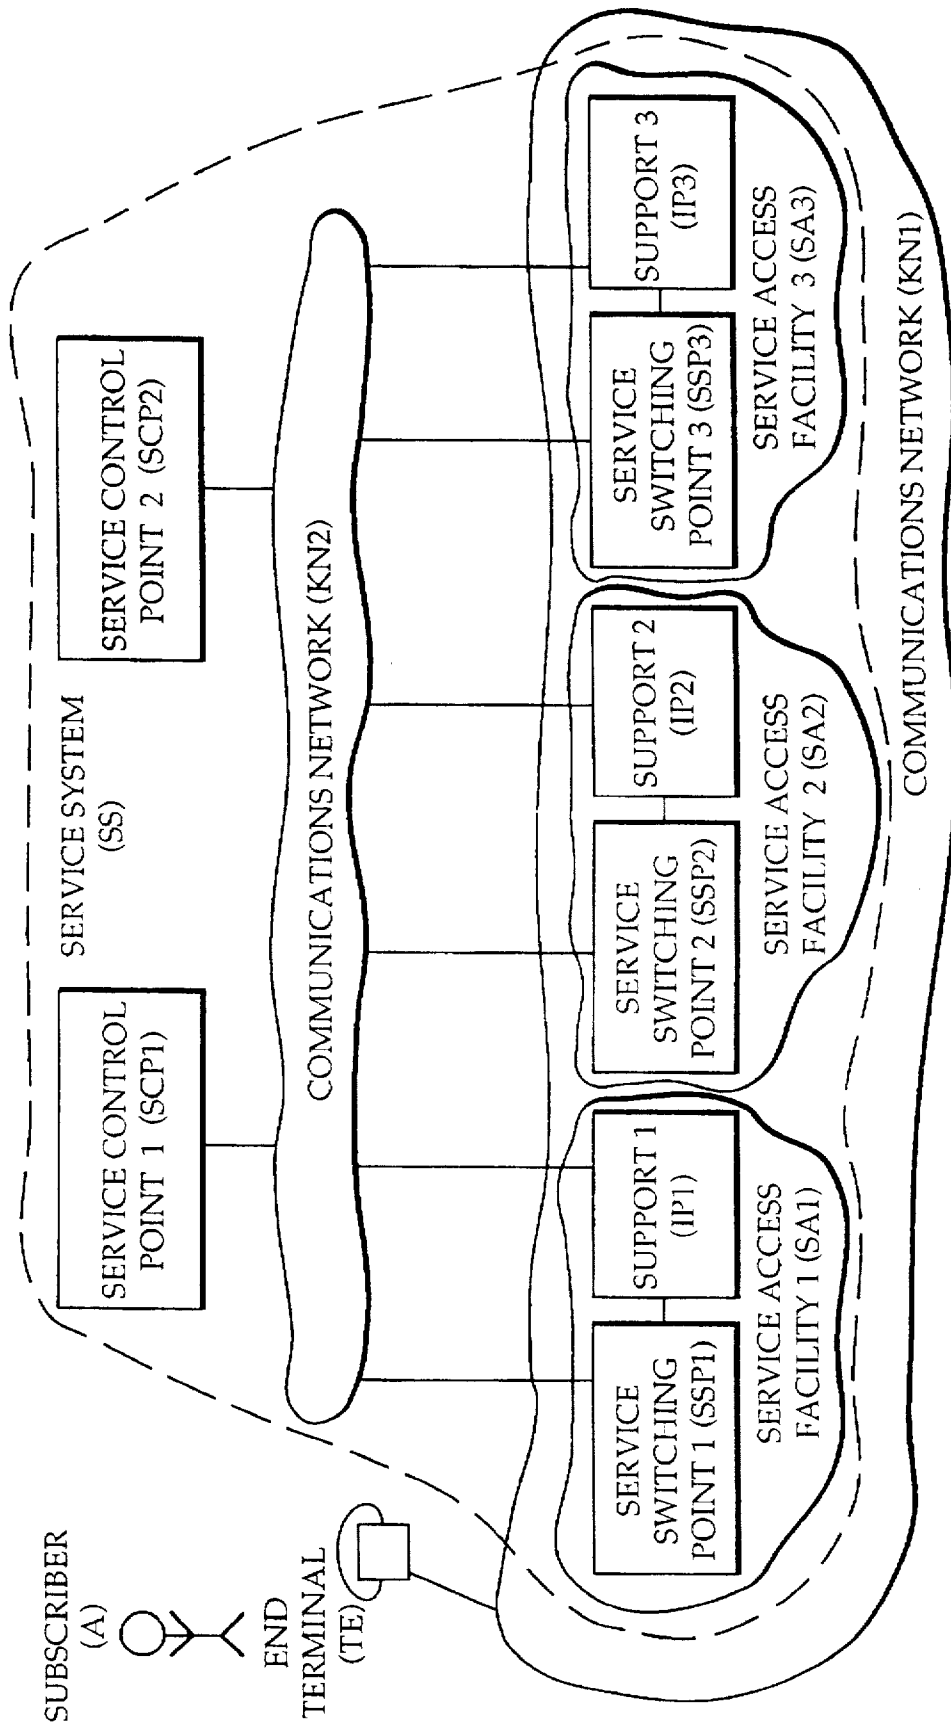 SUBSCRIBER
(A)
END
TERMINAL
(TE)
SERVICE CONTROL
POINT 1 (SCP1)
SERVICE SYSTEM
(SS)
SERVICE CONTROL
POINT 2 (SCP2)
COMMUNICATIONS NETWORK (KN2)
SERVICE
SWITCHING
POINT 1 (SSP1)
SUPPORT 1
(IP1)
SERVICE ACCESS
FACILITY 1 (SA1)
SERVICE
SWITCHING
POINT 2 (SSP2)
SUPPORT 2
(IP2)
SERVICE ACCESS
FACILITY 2 (SA2)
SERVICE
SWITCHING
POINT 3 (SSP3)
SUPPORT 3
(IP3)
SERVICE ACCESS
FACILITY 3 (SA3)
COMMUNICATIONS NETWORK (KN1)